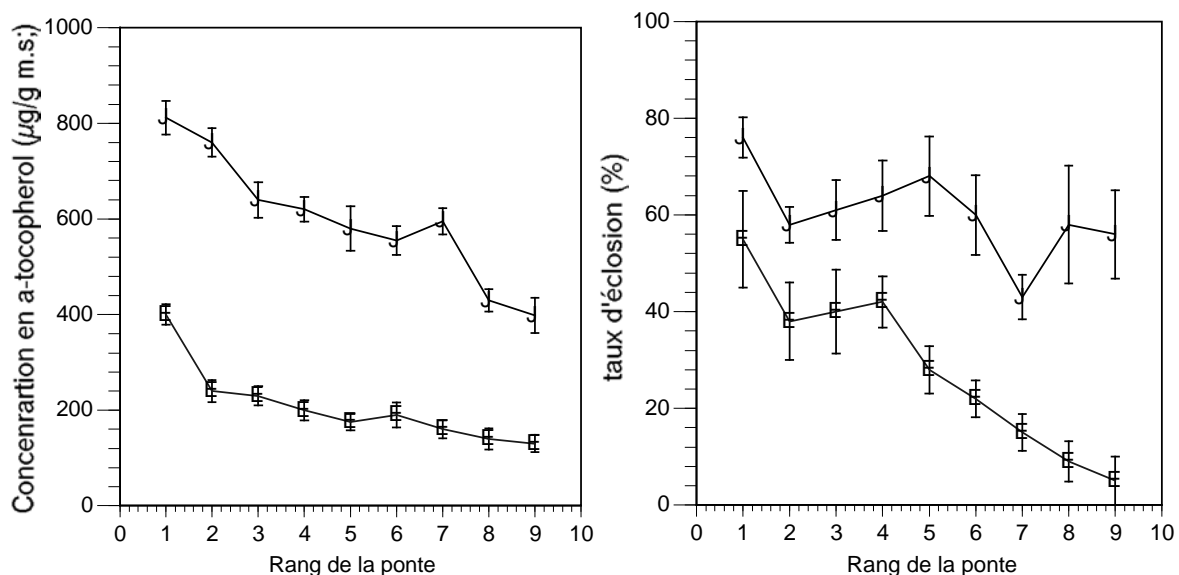 Concenrartion en a-tocopherol (µg/g m.s;)
1000
800
600
400
200
0
0 1 2 3 4 5 6 7 8 9 10
Rang de la ponte
J J J J J J J J J
E E E E E E E E E
taux d'éclosion (%)
100
80
60
40
20
0
0 1 2 3 4 5 6 7 8 9 10
Rang de la ponte
J J J J J J J J J
E E E E E E E E E